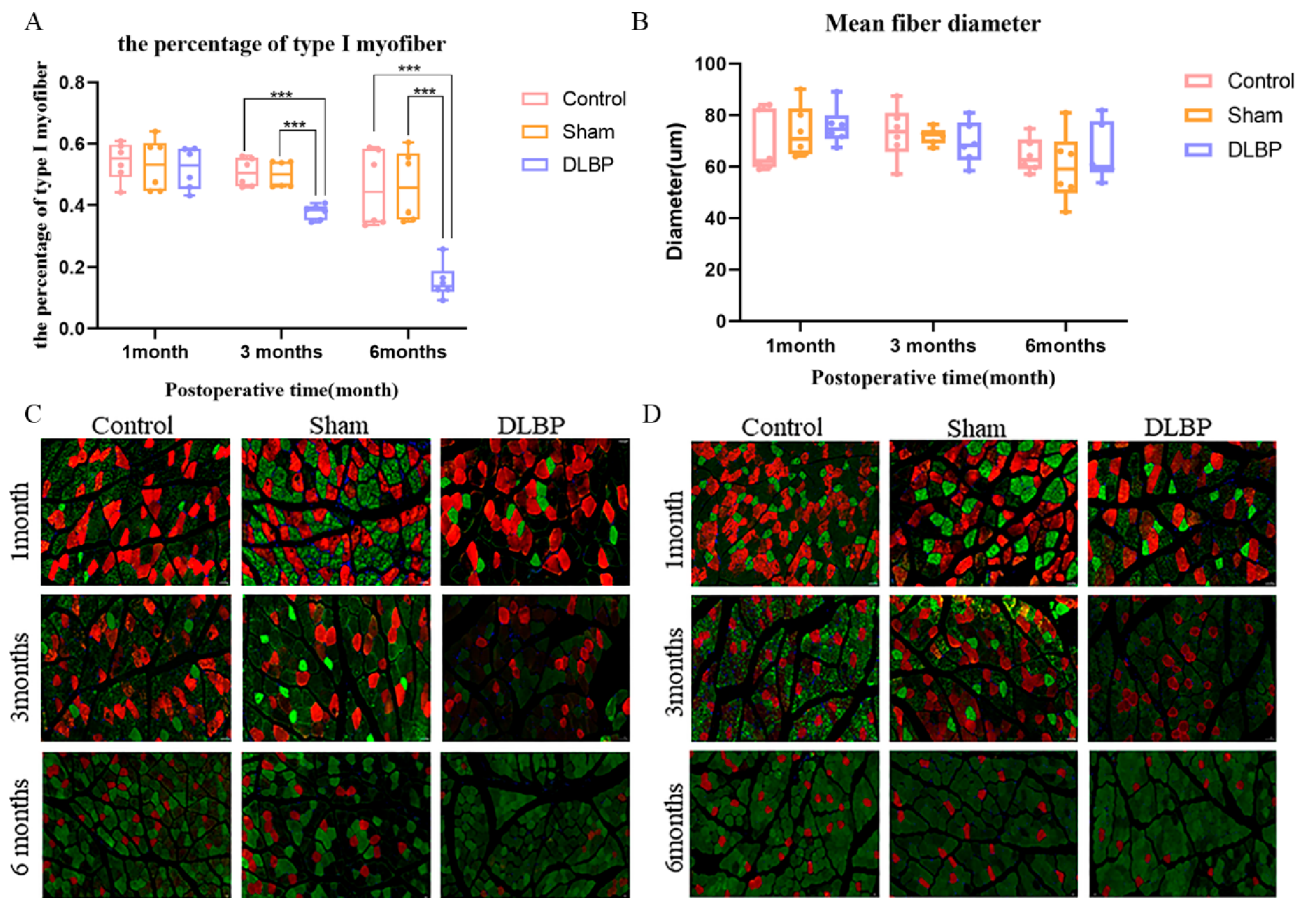 A
the percentage of type I myofiber
the percentage of type I myofiber
0.8
0.6
0.4
0.2
0.0
***
***
***
***
Control
Sham
DLBP
1month
3 months
6months
Postoperative time(month)
B
Mean fiber diameter
Diameter(um)
100
80
60
40
20
0
Control
Sham
DLBP
1month
3 months
6months
Postoperative time(month)
C
Control
Sham
DLBP
1month
3months
6 months
D
Control
Sham
DLBP
1month
3months
6months